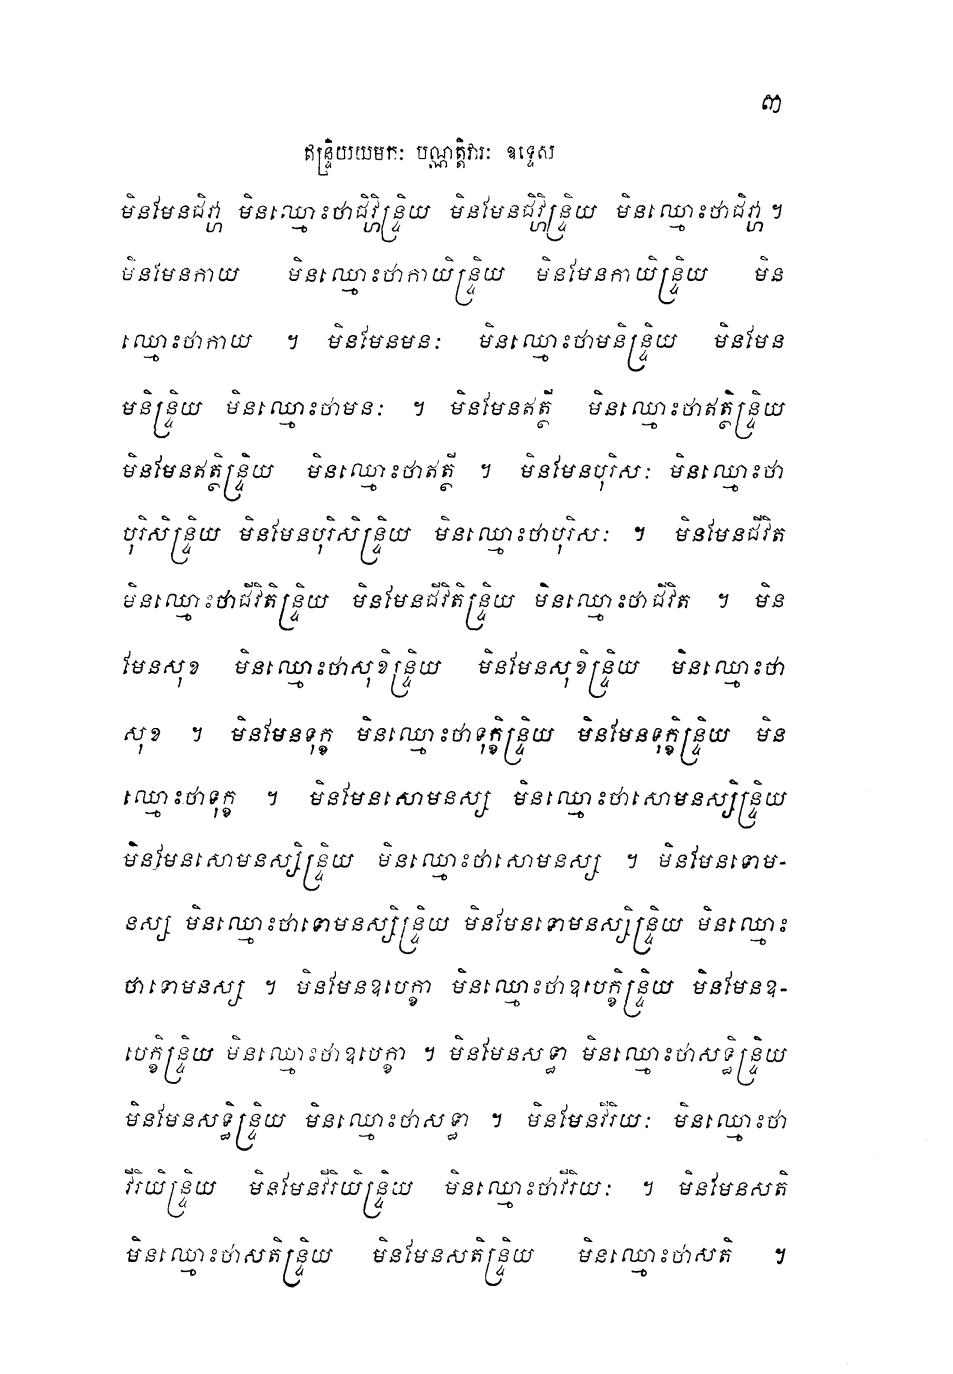 ៣
ឥន្ទ្រិយយមកៈ បណ្ណត្តិវារៈ ឧទ្ទេស
មិនមែនជិវ្ហា មិនឈ្មោះថាជិវ្ហិន្ទ្រិយ មិនមែនជិវ្ហិន្ទ្រិយ មិនឈ្មោះថាជិវ្ហា ។
មិនមែនកាយ មិនឈ្មោះថាកាយិន្ទ្រិយ មិនមែនកាយិន្ទ្រិយ មិន
ឈ្មោះថាកាយ ។ មិនមែនមនៈ មិនឈ្មោះថាមនិន្ទ្រិយ មិនមែន
មនិន្ទ្រិយ មិនឈ្មោះថាមនៈ ។ មិនមែនឥត្ថី មិនឈ្មោះថាឥត្ថិន្ទ្រិយ
មិនមែនឥត្ថិន្ទ្រិយ មិនឈ្មោះថាឥត្ថី ។ មិនមែនបុរិសៈ មិនឈ្មោះថា
បុរិសិន្ទ្រិយ មិនមែនបុរិសិន្ទ្រិយ មិនឈ្មោះថាបុរិសៈ ។ មិនមែនជីវិត
មិនឈ្មោះថាជីវិតិន្ទ្រិយ មិនមែនជីវិតិន្ទ្រិយ មិនឈ្មោះថាជីវិត ។ មិន
មែនសុខ មិនឈ្មោះថាសុខិន្ទ្រិយ មិនមែនសុខិន្ទ្រិយ មិនឈ្មោះថា
សុខ ។ មិនមែនទុក្ខ មិនឈ្មោះថាទុក្ខិន្ទ្រិយ មិនមែនទុក្ខិន្ទ្រិយ មិន
ឈ្មោះថាទុក្ខ ។ មិនមែនសោមនស្ស មិនឈ្មោះថាសោមនស្សិន្ទ្រិយ
មិនមែនសោមនស្សិន្ទ្រិយ មិនឈ្មោះថាសោមនស្ស ។ មិនមែនទោម-
នស្ស មិនឈ្មោះថាទោមនស្សិន្ទ្រិយ មិនមែនទោមនស្សិន្ទ្រិយ មិនឈ្មោះ
ថាទោមនស្ស ។ មិនមែនឧបេក្ខា មិនឈ្មោះថាឧបេក្ខិន្ទ្រិយ មិនមែនឧ-
បេក្ខិន្ទ្រិយ មិនឈ្មោះថាឧបេក្ខា ។ មិនមែនសទ្ធា មិនឈ្មោះថាសទ្ធិន្ទ្រិយ
មិនមែនសទ្ធិន្ទ្រិយ មិនឈ្មោះថាសទ្ធា ។ មិនមែនវីរិយៈ មិនឈ្មោះថា
វីរិយិន្ទ្រិយ មិនមែនវីរិយិន្ទ្រិយ មិនឈ្មោះថាវីរិយៈ ។ មិនមែនសតិ
មិនឈ្មោះថាសតិន្ទ្រិយ មិនមែនសតិន្ទ្រិយ មិនឈ្មោះថាសតិ ។